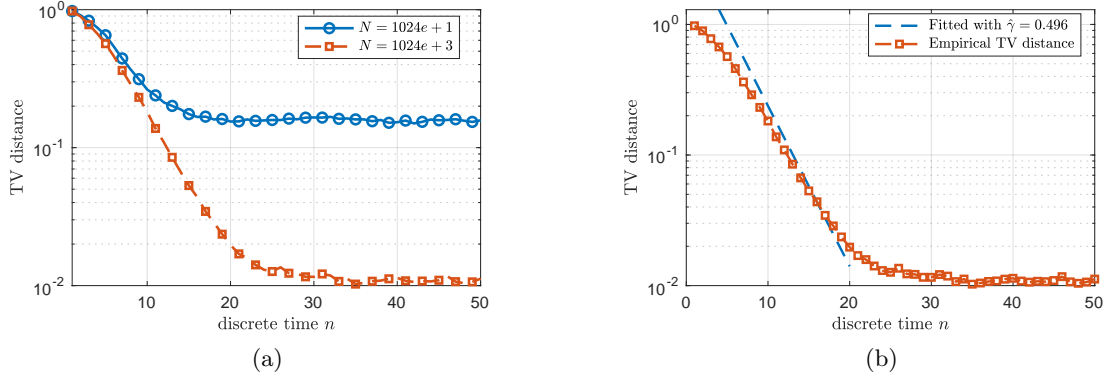 10^0
10^{-1}
10^{-2}
TV distance
10
20
30
40
50
discrete time n
N = 1024e + 1
N = 1024e + 3
(a)
10^0
10^{-1}
10^{-2}
TV distance
0
10
20
30
40
50
discrete time n
Fitted with γ̂ = 0.496
Empirical TV distance
(b)